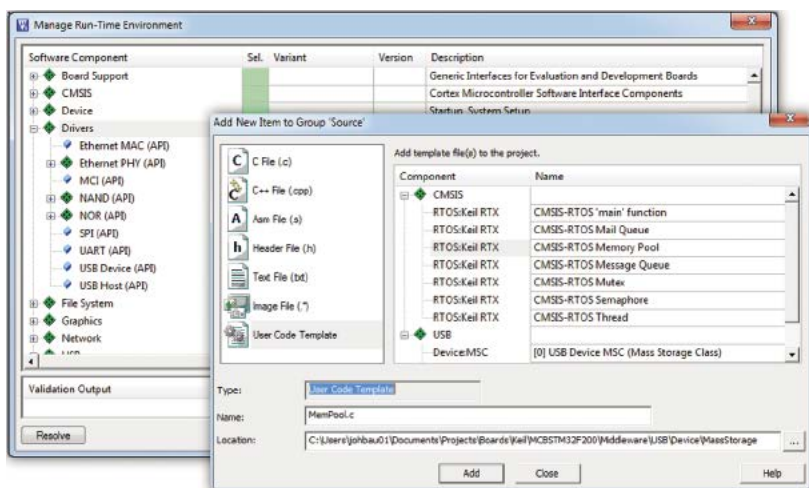 Manage Run-Time Environment
Software Component Sel. Variant Version Description
Board Support Generic Interfaces for Evaluation and Development Boards
CMSIS Cortex Microcontroller Software Interface Components
Device Startup, System Setup
Drivers
Ethernet MAC (API)
Ethernet PHY (API)
MCI (API)
NAND (API)
NOR (API)
SPI (API)
UART (API)
USB Device (API)
USB Host (API)
File System
Graphics
Network
USB
Validation Output
Resolve
Add New Item to Group 'Source'
C File (.c)
C++ File (.cpp)
Asm File (.s)
Header File (.h)
Text File (.txt)
Image File (.*)
User Code Template
Add template file(s) to the project.
Component Name
CMSIS
RTOS:Keil RTX CMSIS-RTOS 'main' function
RTOS:Keil RTX CMSIS-RTOS Mail Queue
RTOS:Keil RTX CMSIS-RTOS Memory Pool
RTOS:Keil RTX CMSIS-RTOS Message Queue
RTOS:Keil RTX CMSIS-RTOS Mutex
RTOS:Keil RTX CMSIS-RTOS Semaphore
RTOS:Keil RTX CMSIS-RTOS Thread
USB
Device:MSC [0] USB Device MSC (Mass Storage Class)
Type: User Code Template
Name: MemPool.c
Location: C:\Users\johbau01\Documents\Projects\Boards\Keil\MCBSTM32F200\Middleware\USB\Device\MassStorage ...
Add Close Help